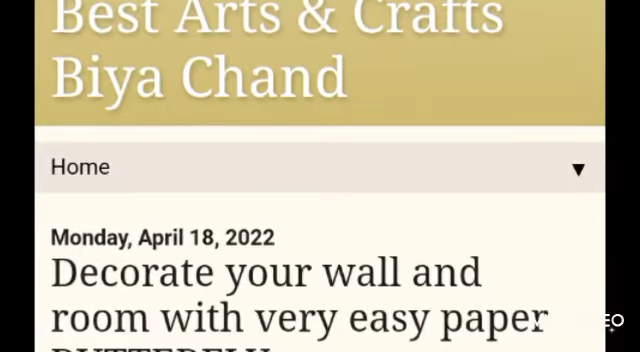 Best Arts & Crafts
Biya Chand
Home
Monday, April 18, 2022
Decorate your wall and
room with very easy paper
BUTTERFLY